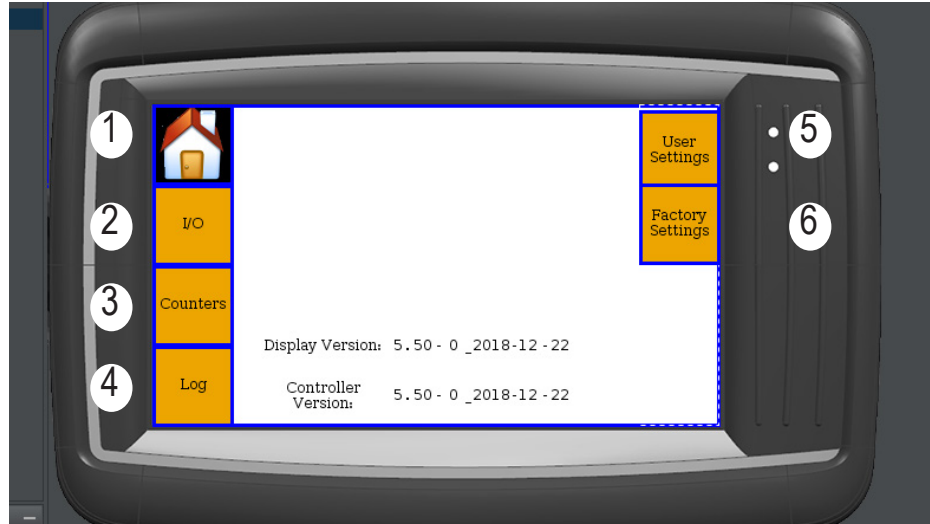 1
5
User
Settings
2
I/O
Factory
Settings
6
3
Counters
Display Version: 5.50 - 0 _2018-12 -22
4
Log
Controller
Version:
5.50 - 0 _2018-12 -22